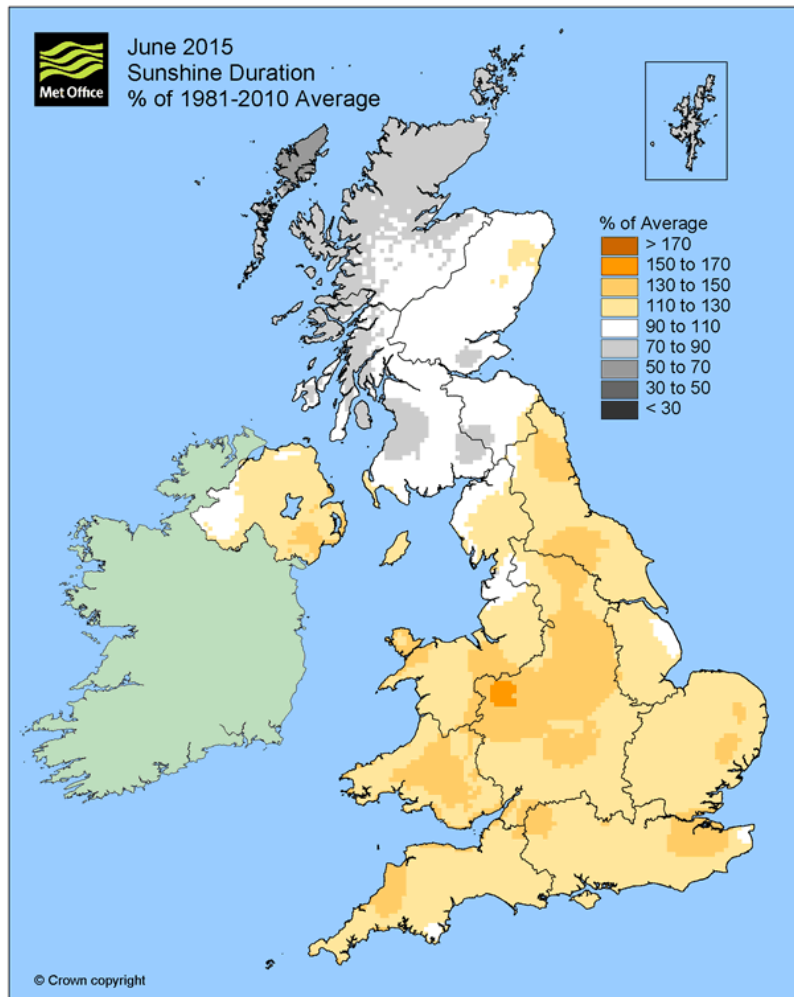 June 2015
Sunshine Duration
% of 1981-2010 Average
Met Office
% of Average
> 170
150 to 170
130 to 150
110 to 130
90 to 110
70 to 90
50 to 70
30 to 50
< 30
© Crown copyright